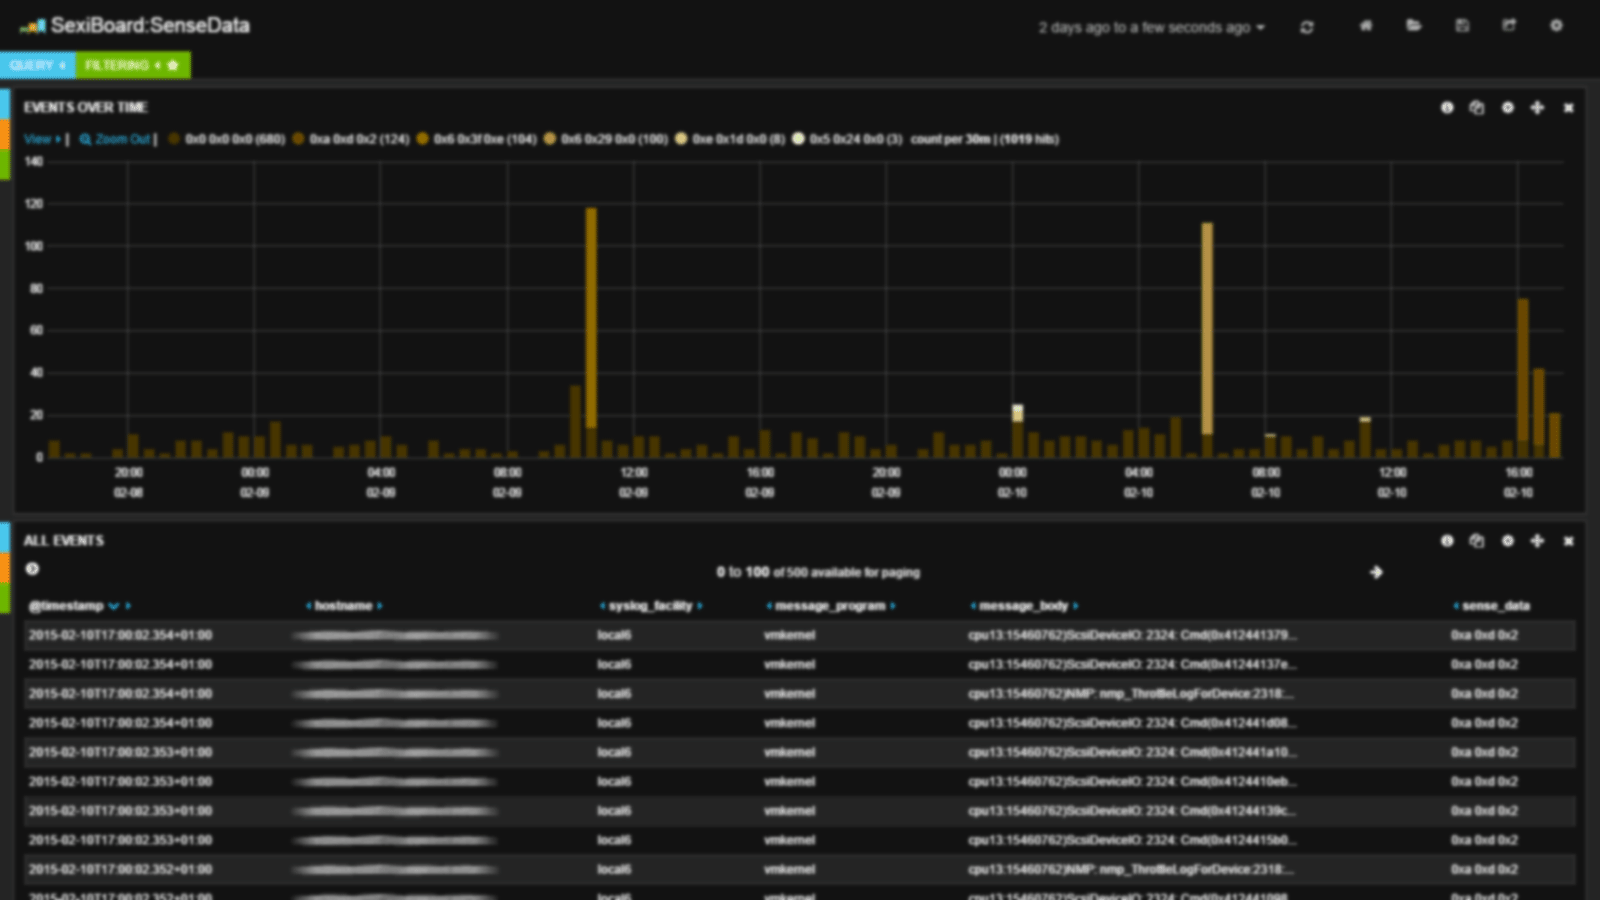 SexiBoard:SenseData
2 days ago to a few seconds ago
QUERY
FILTERING
EVENTS OVER TIME
View | Zoom Out | 0x0 0x0 0x0 (680) 0xa 0xd 0x2 (124) 0x6 0x3f 0xe (104) 0x6 0x29 0x0 (100) 0xe 0x1d 0x0 (8) 0x5 0x24 0x0 (3) count per 30m | (1019 hits)
140
120
100
80
60
40
20
0
20:00 00:00 04:00 08:00 12:00 16:00 20:00 00:00 04:00 08:00 12:00 16:00
02-08 02-09 02-09 02-09 02-09 02-09 02-09 02-10 02-10 02-10 02-10 02-10
ALL EVENTS
0 to 100 of 500 available for paging
@timestamp hostname syslog_facility message_program message_body sense_data
2015-02-10T17:00:02.354+01:00 local6 vmkernel cpu13:15460762)ScsiDeviceIO: 2324: Cmd(0x412441379... 0xa 0xd 0x2
2015-02-10T17:00:02.354+01:00 local6 vmkernel cpu13:15460762)ScsiDeviceIO: 2324: Cmd(0x41244137e... 0xa 0xd 0x2
2015-02-10T17:00:02.354+01:00 local6 vmkernel cpu13:15460762)NMP: nmp_ThrottleLogForDevice:2318:... 0xa 0xd 0x2
2015-02-10T17:00:02.354+01:00 local6 vmkernel cpu13:15460762)ScsiDeviceIO: 2324: Cmd(0x412441d08... 0xa 0xd 0x2
2015-02-10T17:00:02.353+01:00 local6 vmkernel cpu13:15460762)ScsiDeviceIO: 2324: Cmd(0x412441a10... 0xa 0xd 0x2
2015-02-10T17:00:02.353+01:00 local6 vmkernel cpu13:15460762)ScsiDeviceIO: 2324: Cmd(0x4124410eb... 0xa 0xd 0x2
2015-02-10T17:00:02.353+01:00 local6 vmkernel cpu13:15460762)ScsiDeviceIO: 2324: Cmd(0x41244139c... 0xa 0xd 0x2
2015-02-10T17:00:02.353+01:00 local6 vmkernel cpu13:15460762)ScsiDeviceIO: 2324: Cmd(0x4124415b0... 0xa 0xd 0x2
2015-02-10T17:00:02.352+01:00 local6 vmkernel cpu13:15460762)NMP: nmp_ThrottleLogForDevice:2318:... 0xa 0xd 0x2
2015-02-10T17:00:02.352+01:00 local6 vmkernel cpu13:15460762)ScsiDeviceIO: 2324: 0xa 0xd 0x2